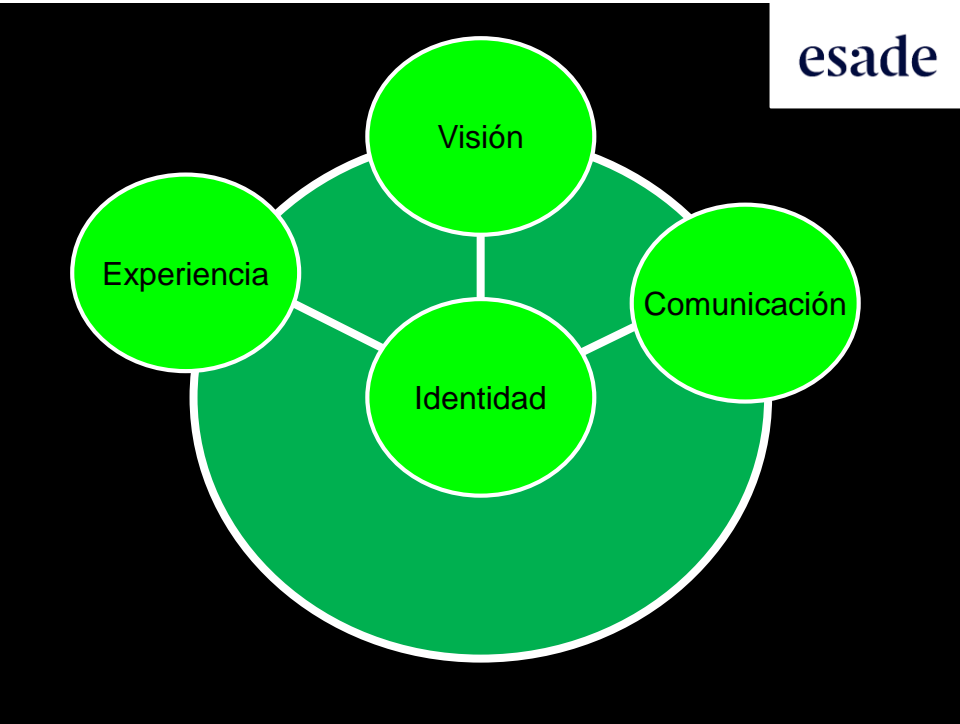 esade
Visión
Experiencia
Comunicación
Identidad